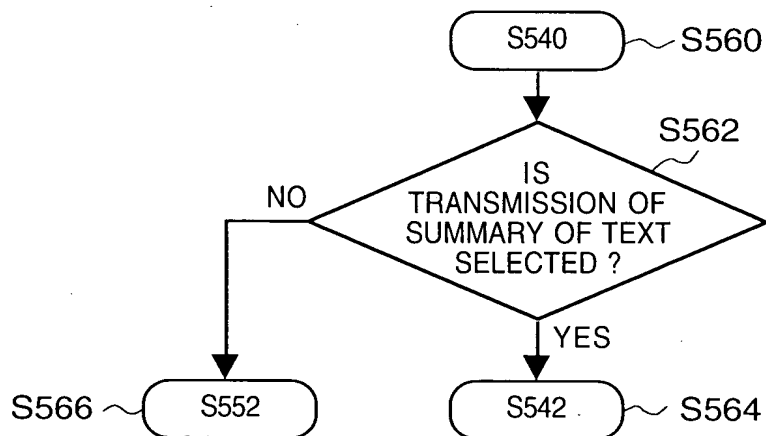 S540
S560
S562
IS
TRANSMISSION OF
SUMMARY OF TEXT
SELECTED ?
NO
YES
S566
S552
S542
S564